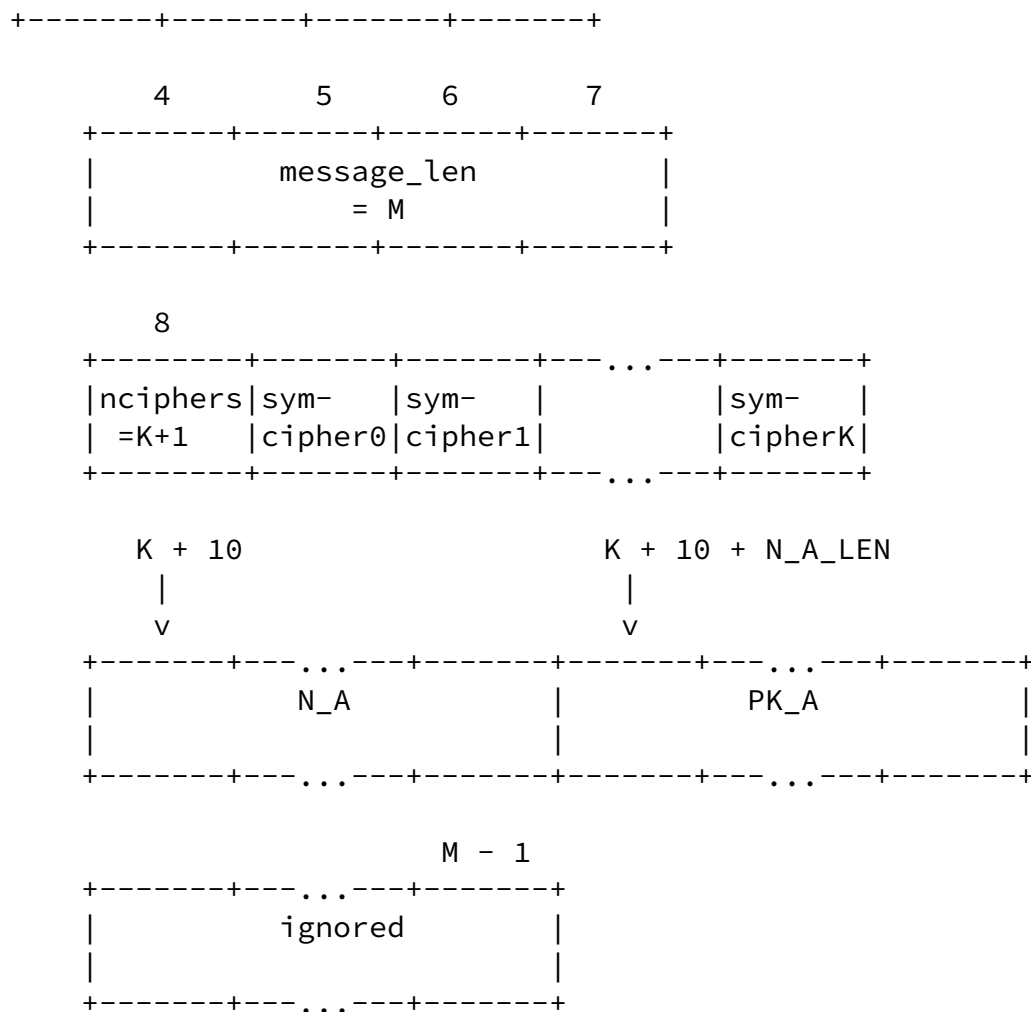 +-------+-------+-------+-------+
4 5 6 7
+-------+-------+-------+-------+
| message_len |
| = M |
+-------+-------+-------+-------+
8
+--------+-------+-------+---...---+-------+
|nciphers|sym- |sym- | |sym- |
| =K+1 |cipher0|cipher1| |cipherK|
+--------+-------+-------+---...---+-------+
K + 10 K + 10 + N_A_LEN
| |
v v
+-------+---...---+-------+-------+---...---+-------+
| N_A | PK_A |
| | |
+-------+---...---+-------+-------+---...---+-------+
M - 1
+-------+---...---+-------+
| ignored |
| |
+-------+---...---+-------+